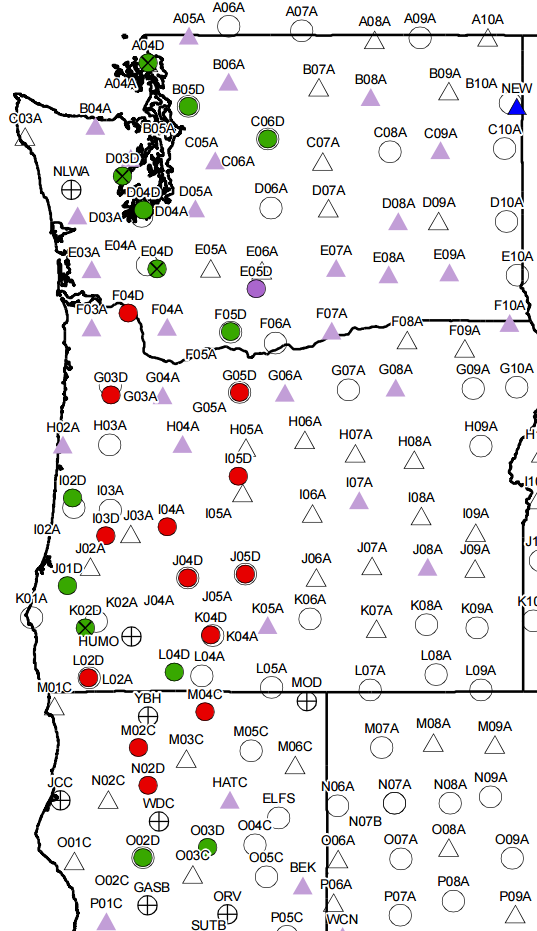 A05A
A06A
A07A
A08A
A09A
A10A
A04D
A04A
B06A
B07A
B08A
B09A
B10A
NEW
B05D
C03A
B04A
B05A
C06D
C05A
C06A
C07A
C08A
C09A
C10A
D03D
NLWA
D04D
D03A
D04A
D05A
D06A
D07A
D08A
D09A
D10A
E03A
E04A
E04D
E05A
E06A
E05D
E07A
E08A
E09A
E10A
F04D
F03A
F04A
F05D
F06A
F07A
F08A
F09A
F10A
F05A
G03D
G03A
G04A
G05D
G05A
G06A
G07A
G08A
G09A
G10A
H02A
H03A
H04A
H05A
H06A
H07A
H08A
H09A
I02D
I03A
I05D
I02A
I03D
J03A
I04A
I05A
I06A
I07A
I08A
I09A
J02A
J01D
J04D
J05D
J06A
J07A
J08A
J09A
K01A
K02D
K02A
J04A
J05A
HUMO
K04D
K04A
K05A
K06A
K07A
K08A
K09A
K10
L02D
L02A
L04D
L04A
L05A
MOD
L07A
L08A
L09A
M01C
YBH
M04C
M02C
M03C
M05C
M06C
M07A
M08A
M09A
JCC
N02C
N02D
HATC
ELFS
N06A
N07A
N08A
N09A
WDC
N07B
O01C
O02D
O03D
O04C
O06A
O07A
O08A
O09A
O02C
O03C
O05C
BEK
GASB
ORV
P06A
P07A
P08A
P09A
P01C
SUTB
P05C
WCN